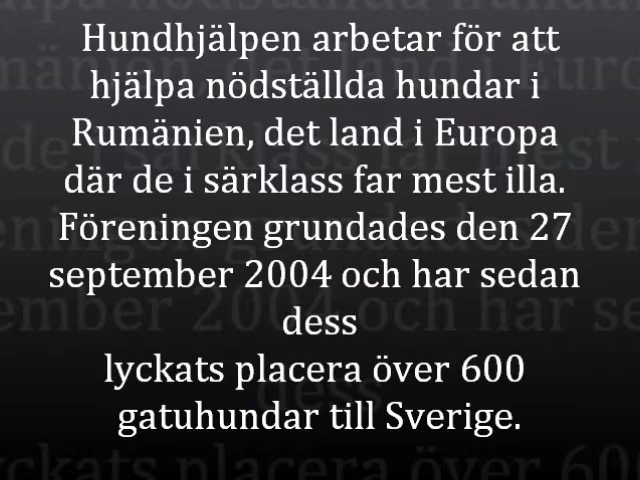 Hundhjälpen arbetar för att
hjälpa nödställda hundar i
Rumänien, det land i Europa
där de i särklass far mest illa.
Föreningen grundades den 27
september 2004 och har sedan
dess
lyckats placera över 600
gatuhundar till Sverige.